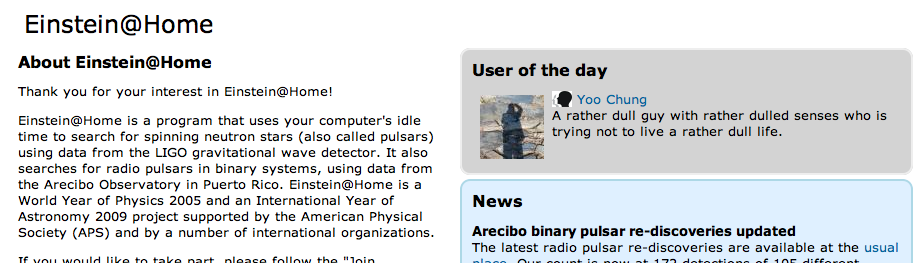 Einstein@Home
About Einstein@Home
Thank you for your interest in Einstein@Home!
Einstein@Home is a program that uses your computer's idle
time to search for spinning neutron stars (also called pulsars)
using data from the LIGO gravitational wave detector. It also
searches for radio pulsars in binary systems, using data from
the Arecibo Observatory in Puerto Rico. Einstein@Home is a
World Year of Physics 2005 and an International Year of
Astronomy 2009 project supported by the American Physical
Society (APS) and by a number of international organizations.
If you would like to take part, please follow the "Join
User of the day
Yoo Chung
A rather dull guy with rather dulled senses who is
trying not to live a rather dull life.
News
Arecibo binary pulsar re-discoveries updated
The latest radio pulsar re-discoveries are available at the usual
place. Our count is now at 172 detections of 105 different